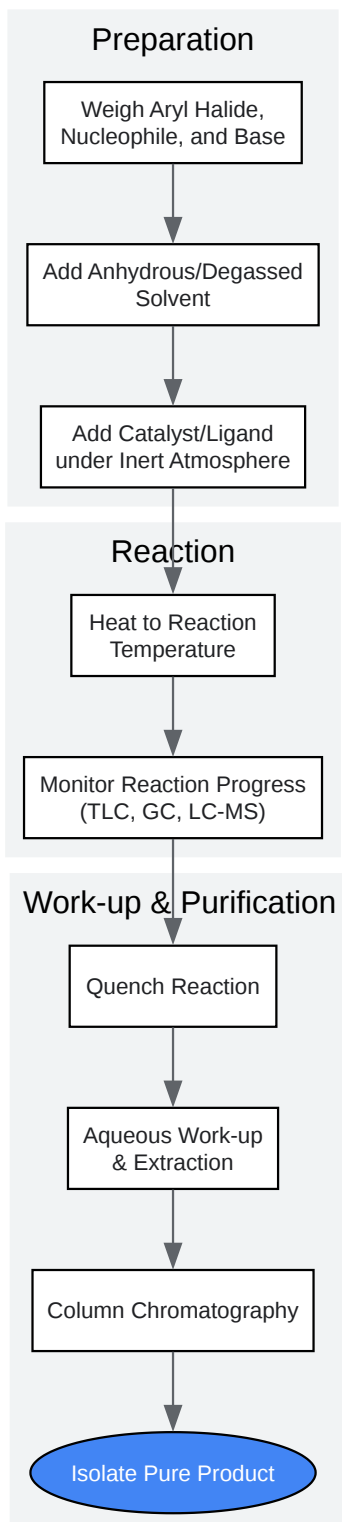 Preparation
Weigh Aryl Halide,
Nucleophile, and Base
Add Anhydrous/Degassed
Solvent
Add Catalyst/Ligand
under Inert Atmosphere
Reaction
Heat to Reaction
Temperature
Monitor Reaction Progress
(TLC, GC, LC-MS)
Work-up & Purification
Quench Reaction
Aqueous Work-up
& Extraction
Column Chromatography
Isolate Pure Product